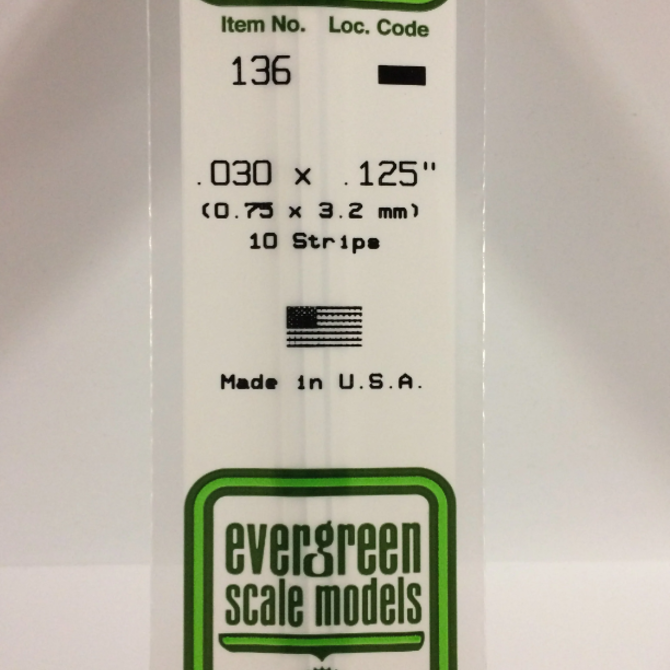 Item No. Loc. Code
136
.030 x .125"
(0.75 x 3.2 mm)
10 Strips
Made in U.S.A.
evergreen
scale models